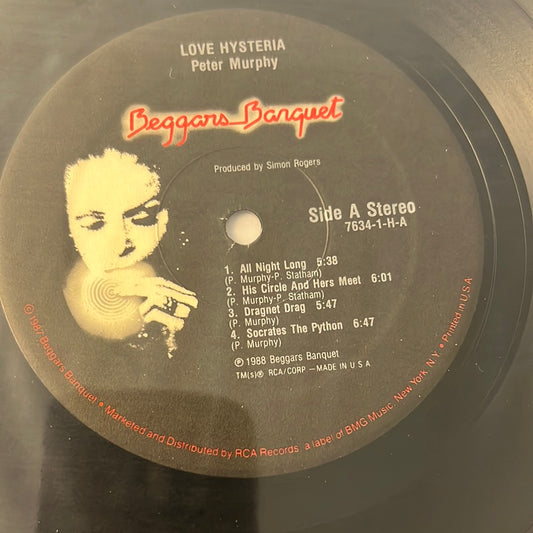 LOVE HYSTERIA
Peter Murphy
Beggars Banquet
Produced by Simon Rogers
Side A Stereo
7634-1-H-A
1. All Night Long 5:38
(P. Murphy-P. Statham)
2. His Circle And Hers Meet 6:01
(P. Murphy-P. Statham)
3. Dragnet Drag 5:47
(P. Murphy)
4. Socrates The Python 6:47
(P. Murphy)
℗ 1988 Beggars Banquet
TM(s)® RCA/CORP —MADE IN U S A
©1987 Beggars Banquet • Marketed and Distributed by RCA Records, a label of BMG Music, New York, N.Y. • Printed in U.S.A.